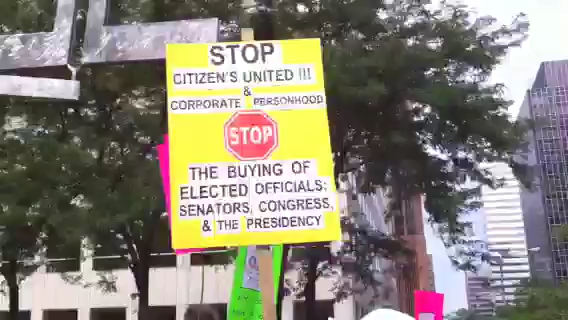 STOP
CITIZEN'S UNITED !!!
&
CORPORATE PERSONHOOD
STOP
THE BUYING OF
ELECTED OFFICIALS:
SENATORS, CONGRESS,
& THE PRESIDENCY